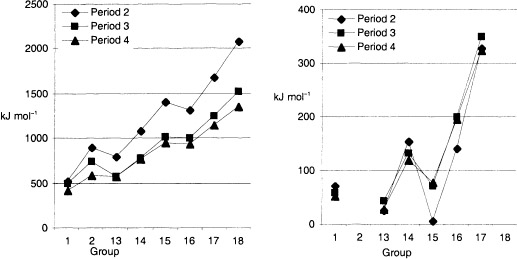 2500
2000
1500
1000
500
0
kJ mol⁻¹
Period 2
Period 3
Period 4
1 2 13 14 15 16 17 18
Group
400
300
200
100
0
kJ mol⁻¹
Period 2
Period 3
Period 4
1 2 13 14 15 16 17 18
Group